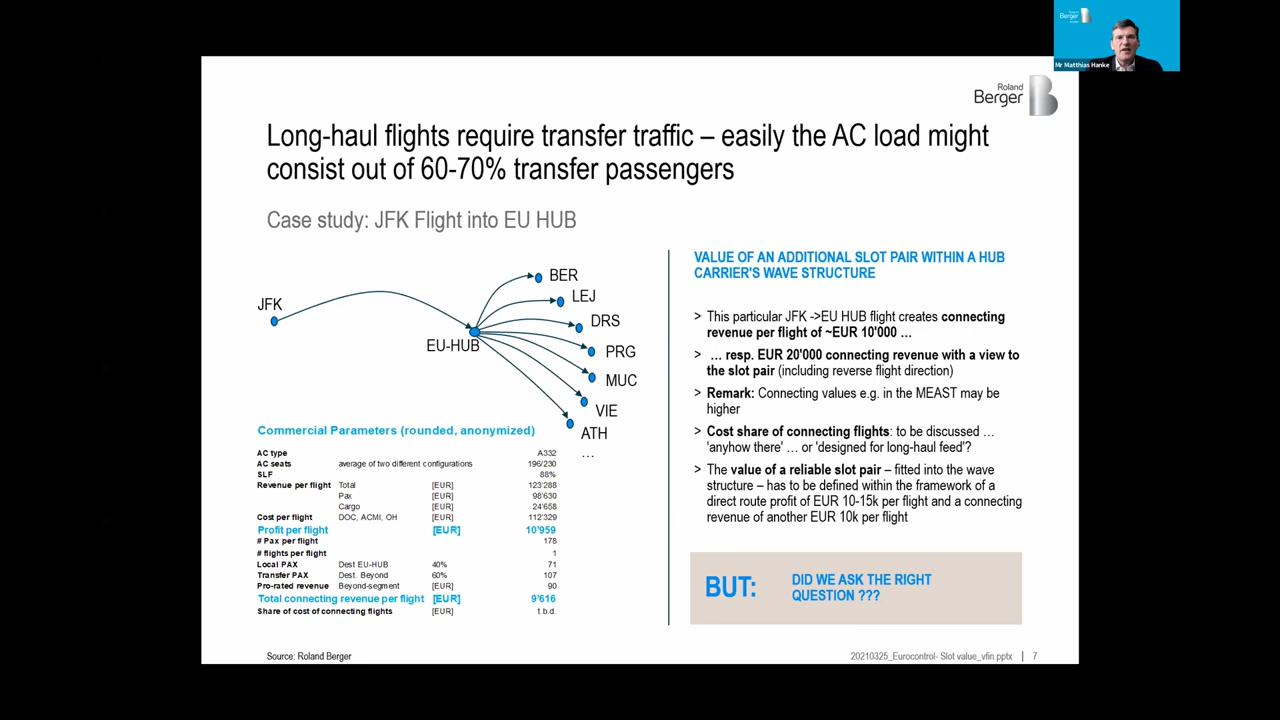 Roland
Berger
Mr Matthias Hanke
Roland
Berger
Long-haul flights require transfer traffic – easily the AC load might
consist out of 60-70% transfer passengers
Case study: JFK Flight into EU HUB
JFK
EU-HUB
BER
LEJ
DRS
PRG
MUC
VIE
ATH
…
Commercial Parameters (rounded, anonymized)
AC type A332
AC seats average of two different configurations 196/230
SLF 88%
Revenue per flight Total [EUR] 123'288
Pax [EUR] 98'630
Cargo [EUR] 24'658
Cost per flight DOC, ACMI, OH [EUR] 112'329
Profit per flight [EUR] 10'959
# Pax per flight 178
# flights per flight 1
Local PAX Dest EU-HUB 40% 71
Transfer PAX Dest. Beyond 60% 107
Pro-rated revenue Beyond-segment [EUR] 90
Total connecting revenue per flight [EUR] 9'616
Share of cost of connecting flights [EUR] t.b.d.
VALUE OF AN ADDITIONAL SLOT PAIR WITHIN A HUB
CARRIER'S WAVE STRUCTURE
> This particular JFK ->EU HUB flight creates connecting
revenue per flight of ~EUR 10'000 …
> … resp. EUR 20'000 connecting revenue with a view to
the slot pair (including reverse flight direction)
> Remark: Connecting values e.g. in the MEAST may be
higher
> Cost share of connecting flights: to be discussed …
'anyhow there' … or 'designed for long-haul feed'?
> The value of a reliable slot pair – fitted into the wave
structure – has to be defined within the framework of a
direct route profit of EUR 10-15k per flight and a connecting
revenue of another EUR 10k per flight
BUT:
DID WE ASK THE RIGHT
QUESTION ???
Source: Roland Berger
20210325_Eurocontrol- Slot value_vfin.pptx | 7